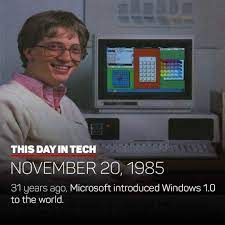 THIS DAY IN TECH
NOVEMBER 20, 1985
31 years ago, Microsoft introduced Windows 1.0
to the world.